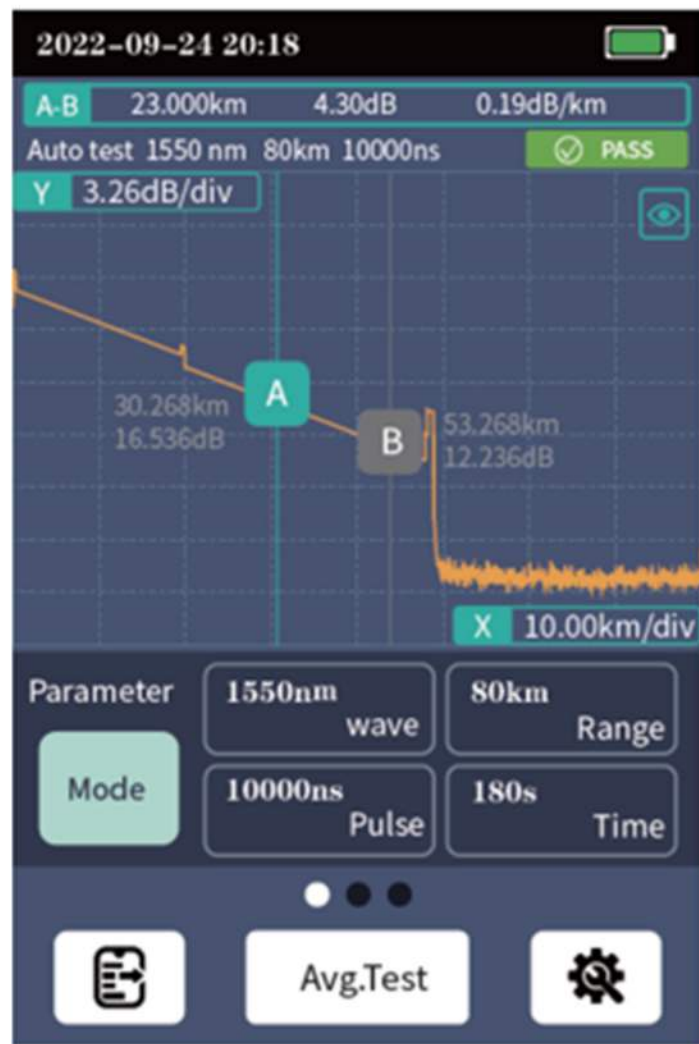 2022-09-24 20:18
A-B 23.000km 4.30dB 0.19dB/km
Auto test 1550 nm 80km 10000ns PASS
Y 3.26dB/div
A
30.268km
16.536dB
B
53.268km
12.236dB
X 10.00km/div
Parameter
Mode
1550nm
wave
80km
Range
10000ns
Pulse
180s
Time
Avg.Test